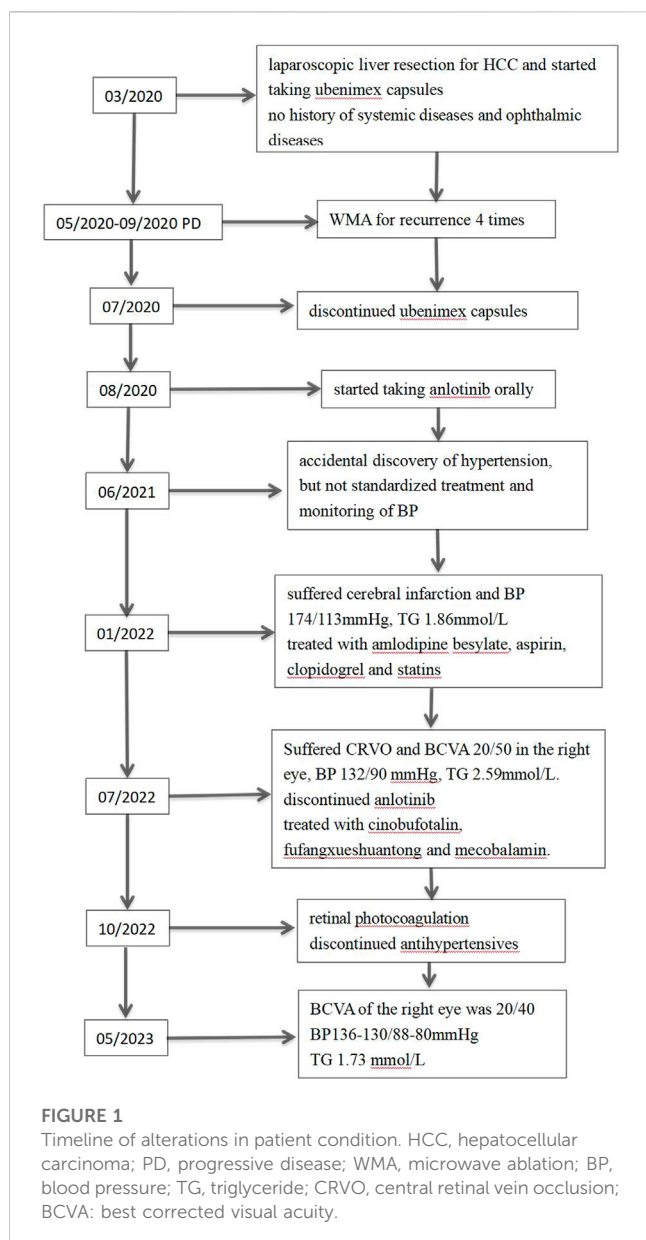 03/2020
laparoscopic liver resection for HCC and started
taking ubenimex capsules
no history of systemic diseases and ophthalmic
diseases
05/2020-09/2020 PD
WMA for recurrence 4 times
07/2020
discontinued ubenimex capsules
08/2020
started taking anlotinib orally
06/2021
accidental discovery of hypertension,
but not standardized treatment and
monitoring of BP
01/2022
suffered cerebral infarction and BP
174/113mmHg, TG 1.86mmol/L
treated with amlodipine besylate, aspirin,
clopidogrel and statins
07/2022
Suffered CRVO and BCVA 20/50 in the right
eye, BP 132/90 mmHg, TG 2.59mmol/L.
discontinued anlotinib
treated with cinobufotalin,
fufangxueshuantong and mecobalamin.
10/2022
retinal photocoagulation
discontinued antihypertensives
05/2023
BCVA of the right eye was 20/40
BP136-130/88-80mmHg
TG 1.73 mmol/L
FIGURE 1
Timeline of alterations in patient condition. HCC, hepatocellular
carcinoma; PD, progressive disease; WMA, microwave ablation; BP,
blood pressure; TG, triglyceride; CRVO, central retinal vein occlusion;
BCVA: best corrected visual acuity.